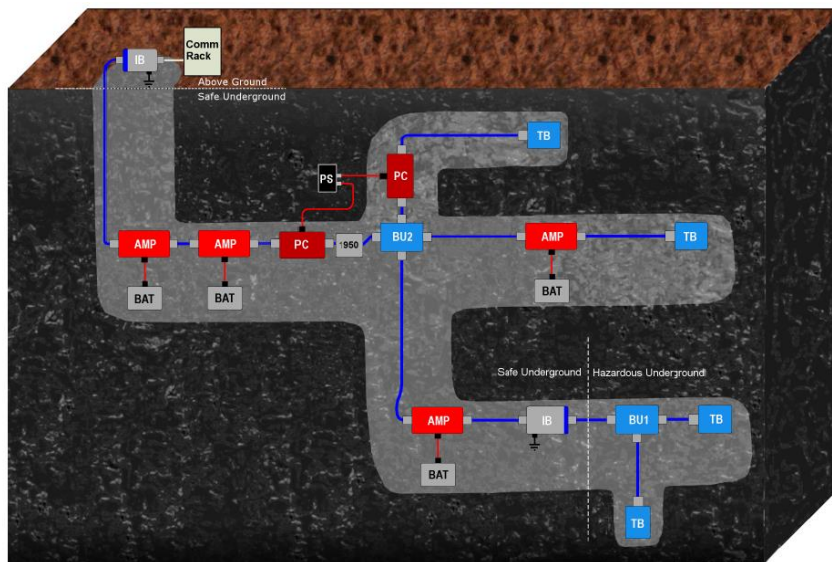 Comm
Rack
IB
Above Ground
Safe Underground
TB
PS
PC
AMP
AMP
PC
1950
BU2
AMP
TB
BAT
BAT
BAT
Safe Underground
Hazardous Underground
AMP
IB
BU1
TB
BAT
TB